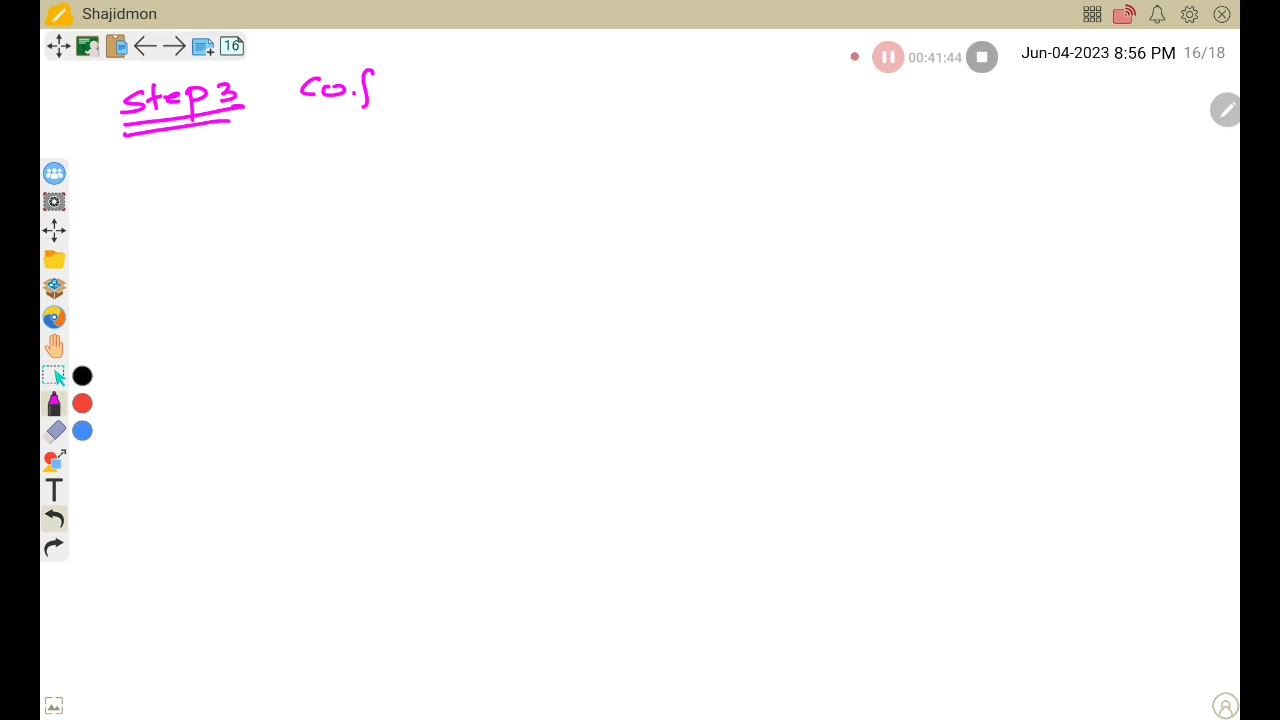 Shajidmon
16
00:41:44
Jun-04-2023 8:56 PM 16/18
Step 3 co.f
T